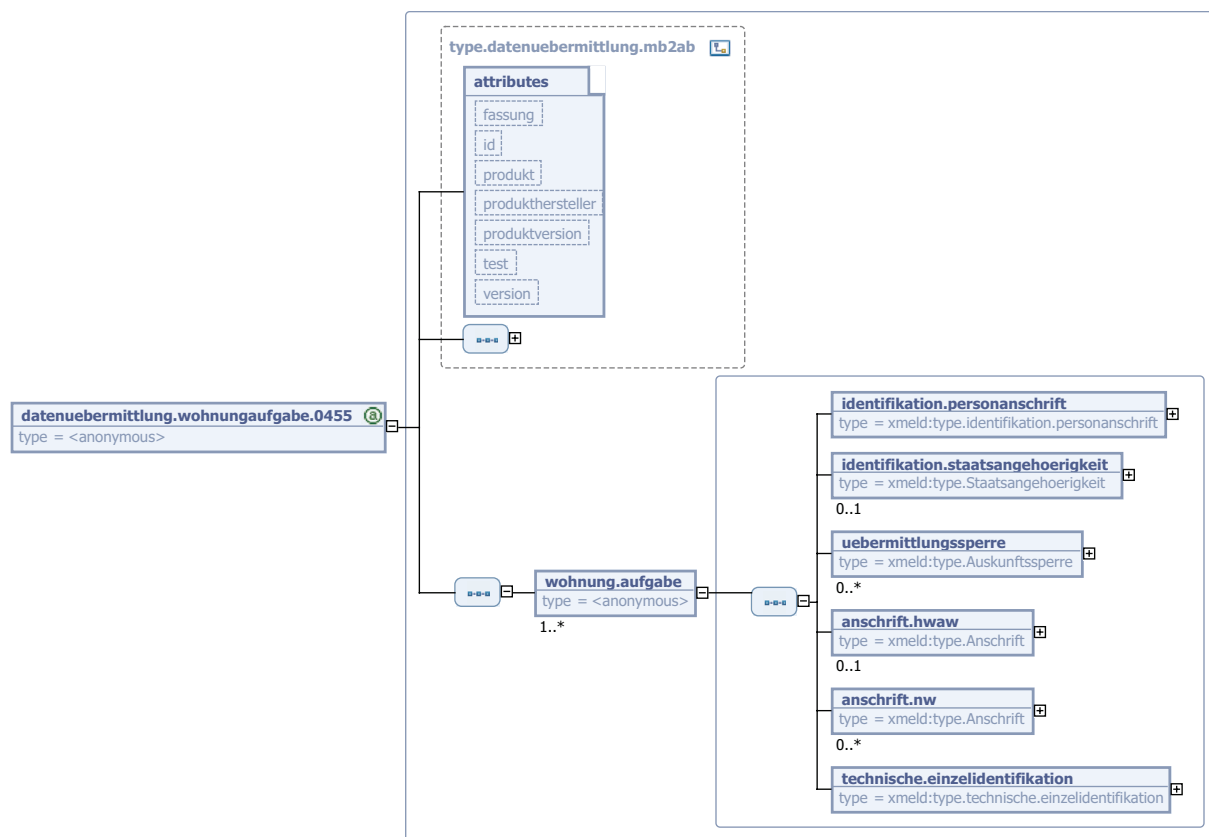 type.datenuebermittlung.mb2ab
attributes
fassung
id
produkt
produkthersteller
produktversion
test
version
datenuebermittlung.wohnungaufgabe.0455 a
type = <anonymous>
wohnung.aufgabe
type = <anonymous>
1..*
identifikation.personanschrift
type = xmeld:type.identifikation.personanschrift
identifikation.staatsangehoerigkeit
type = xmeld:type.Staatsangehoerigkeit
0..1
uebermittlungssperre
type = xmeld:type.Auskunftssperre
0..*
anschrift.hwaw
type = xmeld:type.Anschrift
0..1
anschrift.nw
type = xmeld:type.Anschrift
0..*
technische.einzelidentifikation
type = xmeld:type.technische.einzelidentifikation